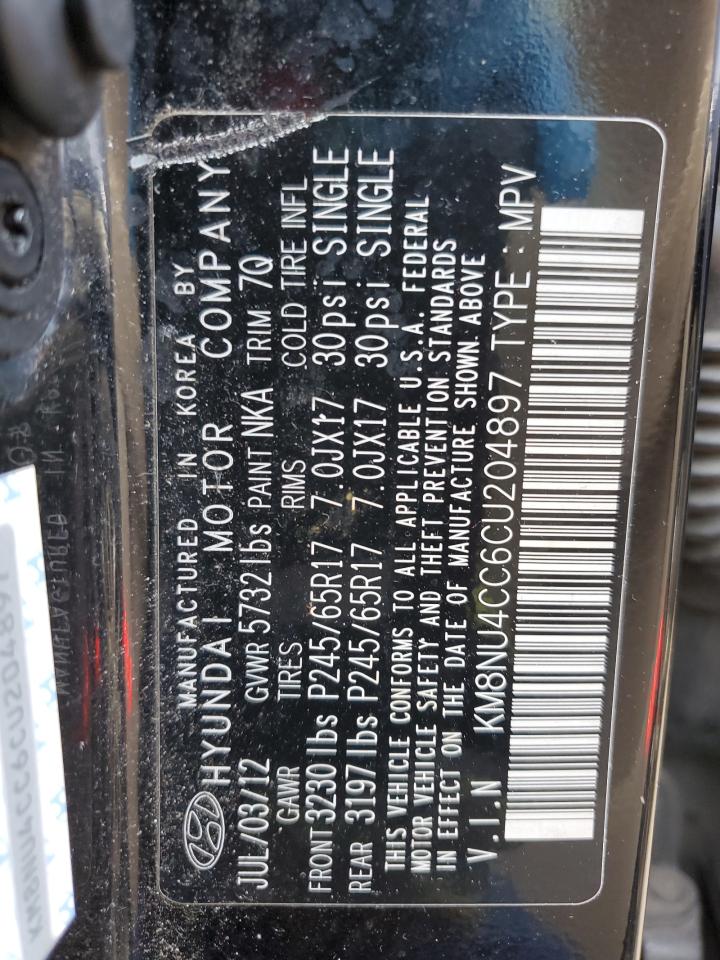 MANUFACTURED IN KOREA BY
HYUNDAI MOTOR COMPANY
JUL/03/12 GVWR 5732 lbs PAINT NKA TRIM 7Q
GAWR TIRES RIMS COLD TIRE INFL
FRONT 3230 lbs P245/65R17 7.0JX17 30psi SINGLE
REAR 3197 lbs P245/65R17 7.0JX17 30psi SINGLE
THIS VEHICLE CONFORMS TO ALL APPLICABLE U.S.A. FEDERAL
MOTOR VEHICLE SAFETY AND THEFT PREVENTION STANDARDS
IN EFFECT ON THE DATE OF MANUFACTURE SHOWN ABOVE
V.I.N KM8NU4CC6CU204897 TYPE : MPV
KM8NU4CC6CU204897